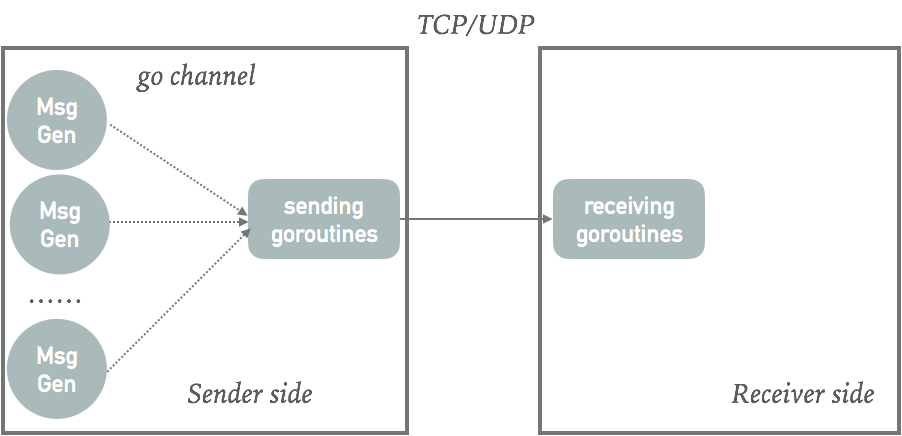 TCP/UDP
go channel
Msg
Gen
Msg
Gen
sending
goroutines
receiving
goroutines
......
Msg
Gen
Sender side
Receiver side